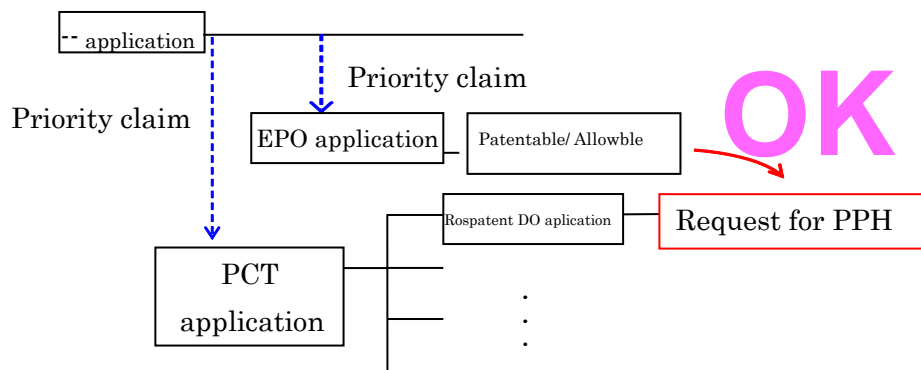 -- application
Priority claim
OK
Priority claim
EPO application
Patentable/ Allowble
Rospatent DO aplication
Request for PPH
PCT
application